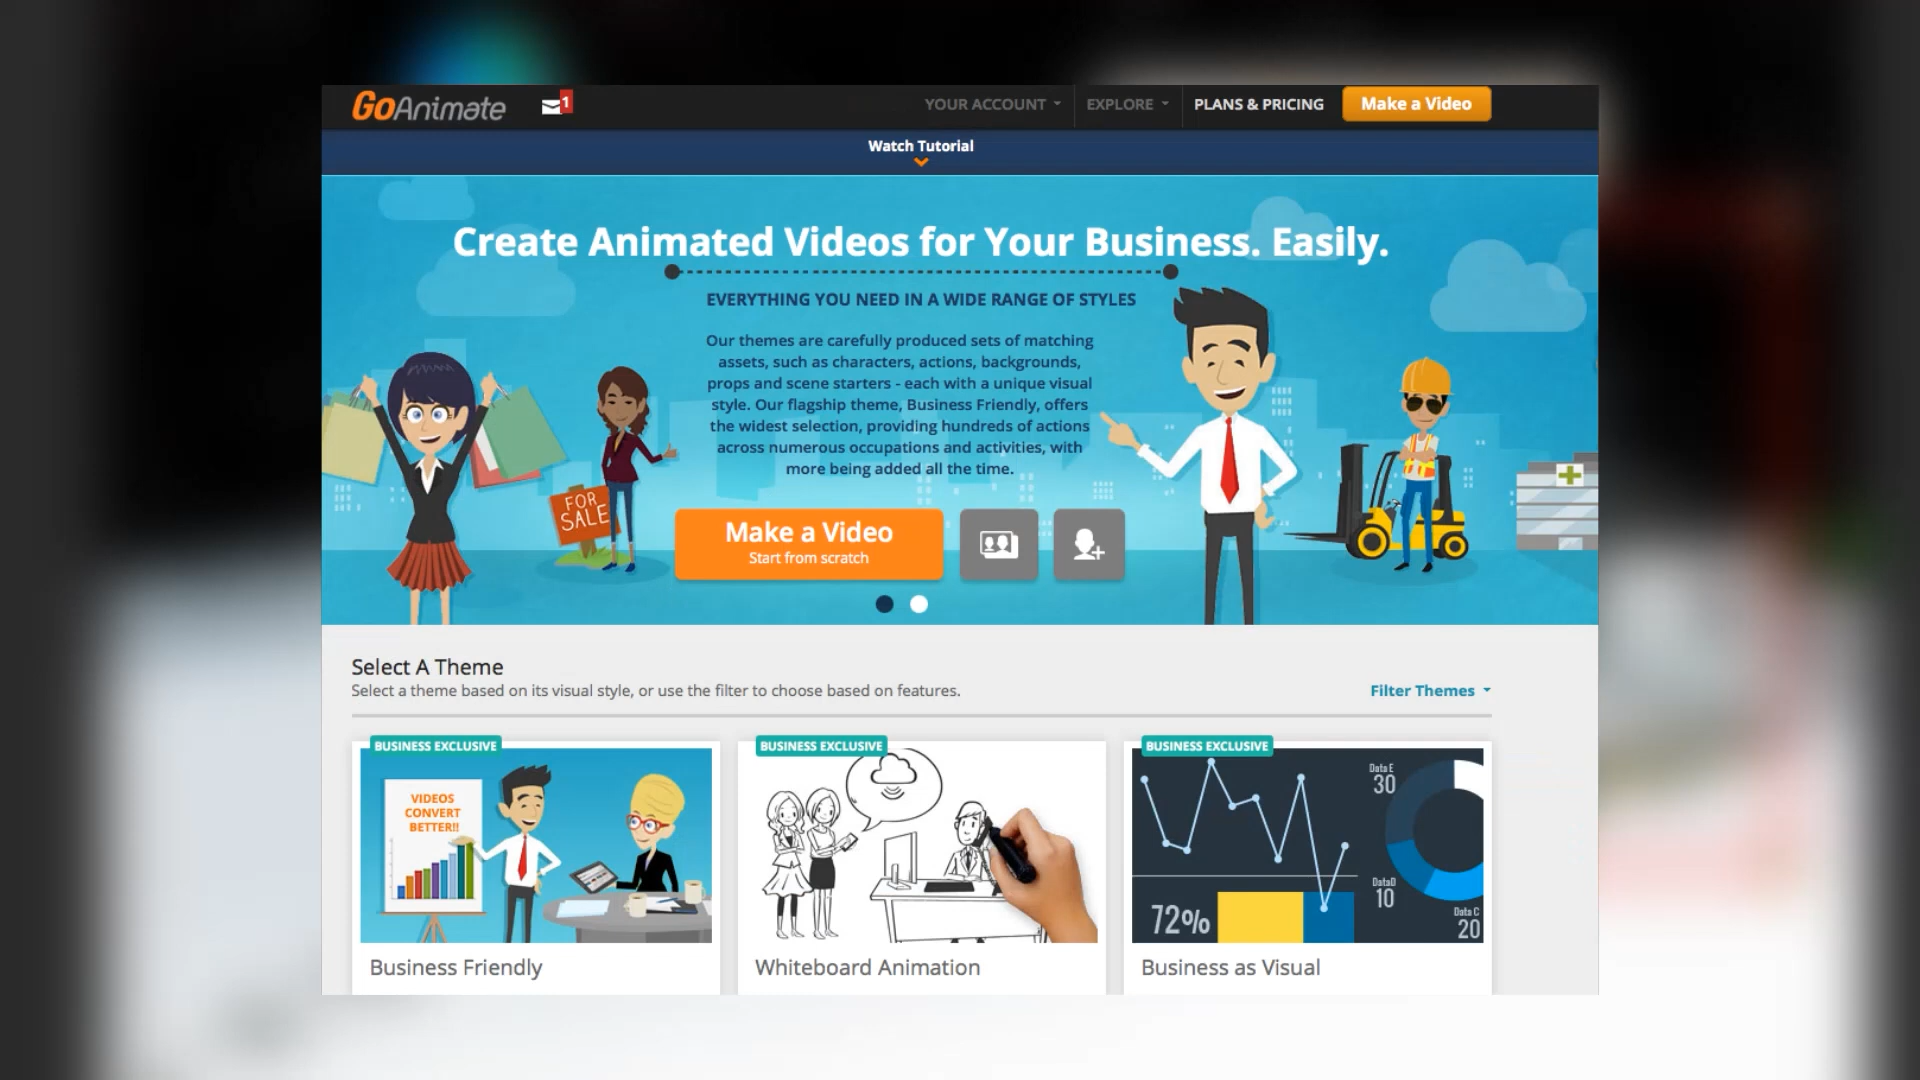 GoAnimate
1
YOUR ACCOUNT
EXPLORE
PLANS & PRICING
Make a Video
Watch Tutorial
Create Animated Videos for Your Business. Easily.
EVERYTHING YOU NEED IN A WIDE RANGE OF STYLES
Our themes are carefully produced sets of matching
assets, such as characters, actions, backgrounds,
props and scene starters - each with a unique visual
style. Our flagship theme, Business Friendly, offers
the widest selection, providing hundreds of actions
across numerous occupations and activities, with
more being added all the time.
FOR
SALE
Make a Video
Start from scratch
Select A Theme
Select a theme based on its visual style, or use the filter to choose based on features.
Filter Themes
BUSINESS EXCLUSIVE
VIDEOS
CONVERT
BETTER!!
Business Friendly
BUSINESS EXCLUSIVE
Whiteboard Animation
BUSINESS EXCLUSIVE
Data E
30
DataD
10
Data C
20
72%
Business as Visual